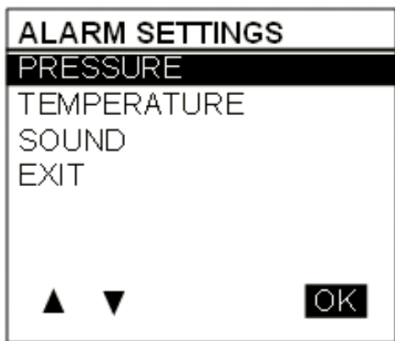 ALARM SETTINGS
PRESSURE
TEMPERATURE
SOUND
EXIT
▲ ▼ OK